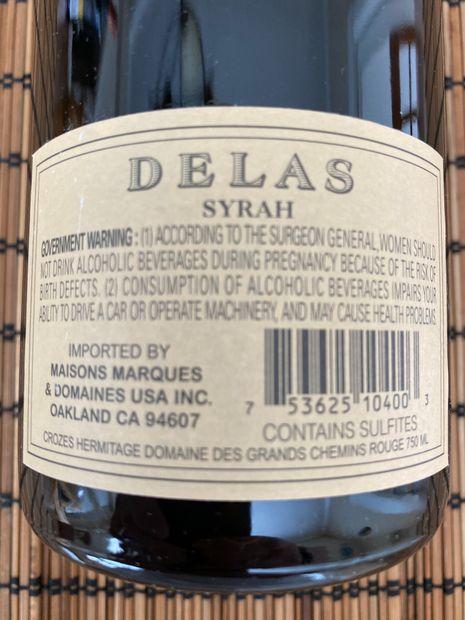 DELAS
SYRAH
GOVERNMENT WARNING : (1) ACCORDING TO THE SURGEON GENERAL, WOMEN SHOULD
NOT DRINK ALCOHOLIC BEVERAGES DURING PREGNANCY BECAUSE OF THE RISK OF
BIRTH DEFECTS. (2) CONSUMPTION OF ALCOHOLIC BEVERAGES IMPAIRS YOUR
ABILITY TO DRIVE A CAR OR OPERATE MACHINERY, AND MAY CAUSE HEALTH PROBLEMS.
IMPORTED BY
MAISONS MARQUES
& DOMAINES USA INC.
OAKLAND CA 94607
7 53625 10400 3
CONTAINS SULFITES
CROZES HERMITAGE DOMAINE DES GRANDS CHEMINS ROUGE 750 ML